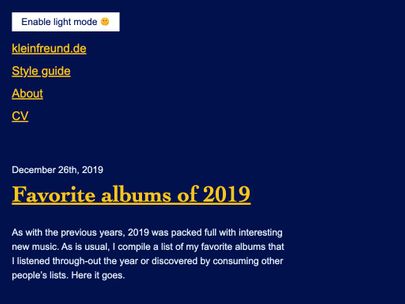 Enable light mode 🌞
kleinfreund.de
Style guide
About
CV
December 26th, 2019
Favorite albums of 2019
As with the previous years, 2019 was packed full with interesting
new music. As is usual, I compile a list of my favorite albums that
I listened through-out the year or discovered by consuming other
people’s lists. Here it goes.